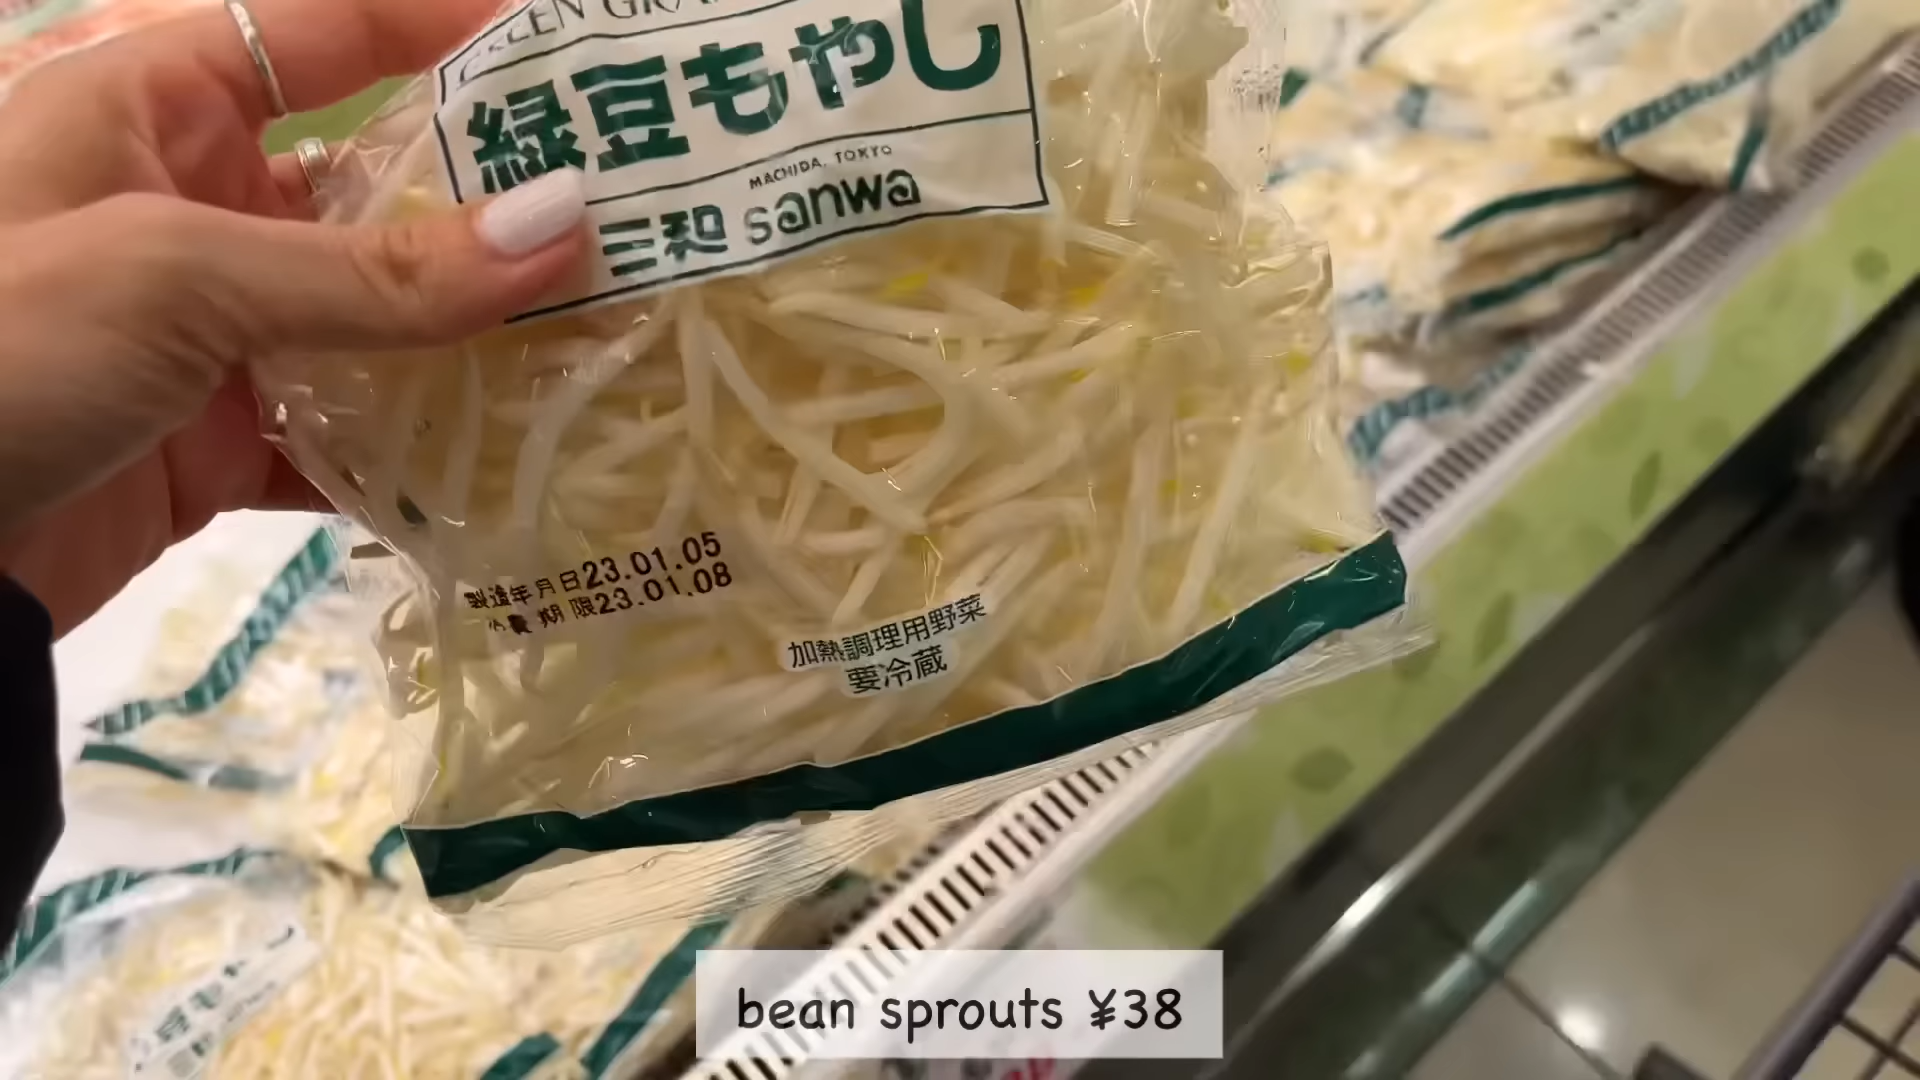 緑豆もやし
MACHIDA, TOKYO
三和 sanwa
製造年月日23.01.05
消費期限23.01.08
加熱調理用野菜
要冷蔵
bean sprouts ¥38